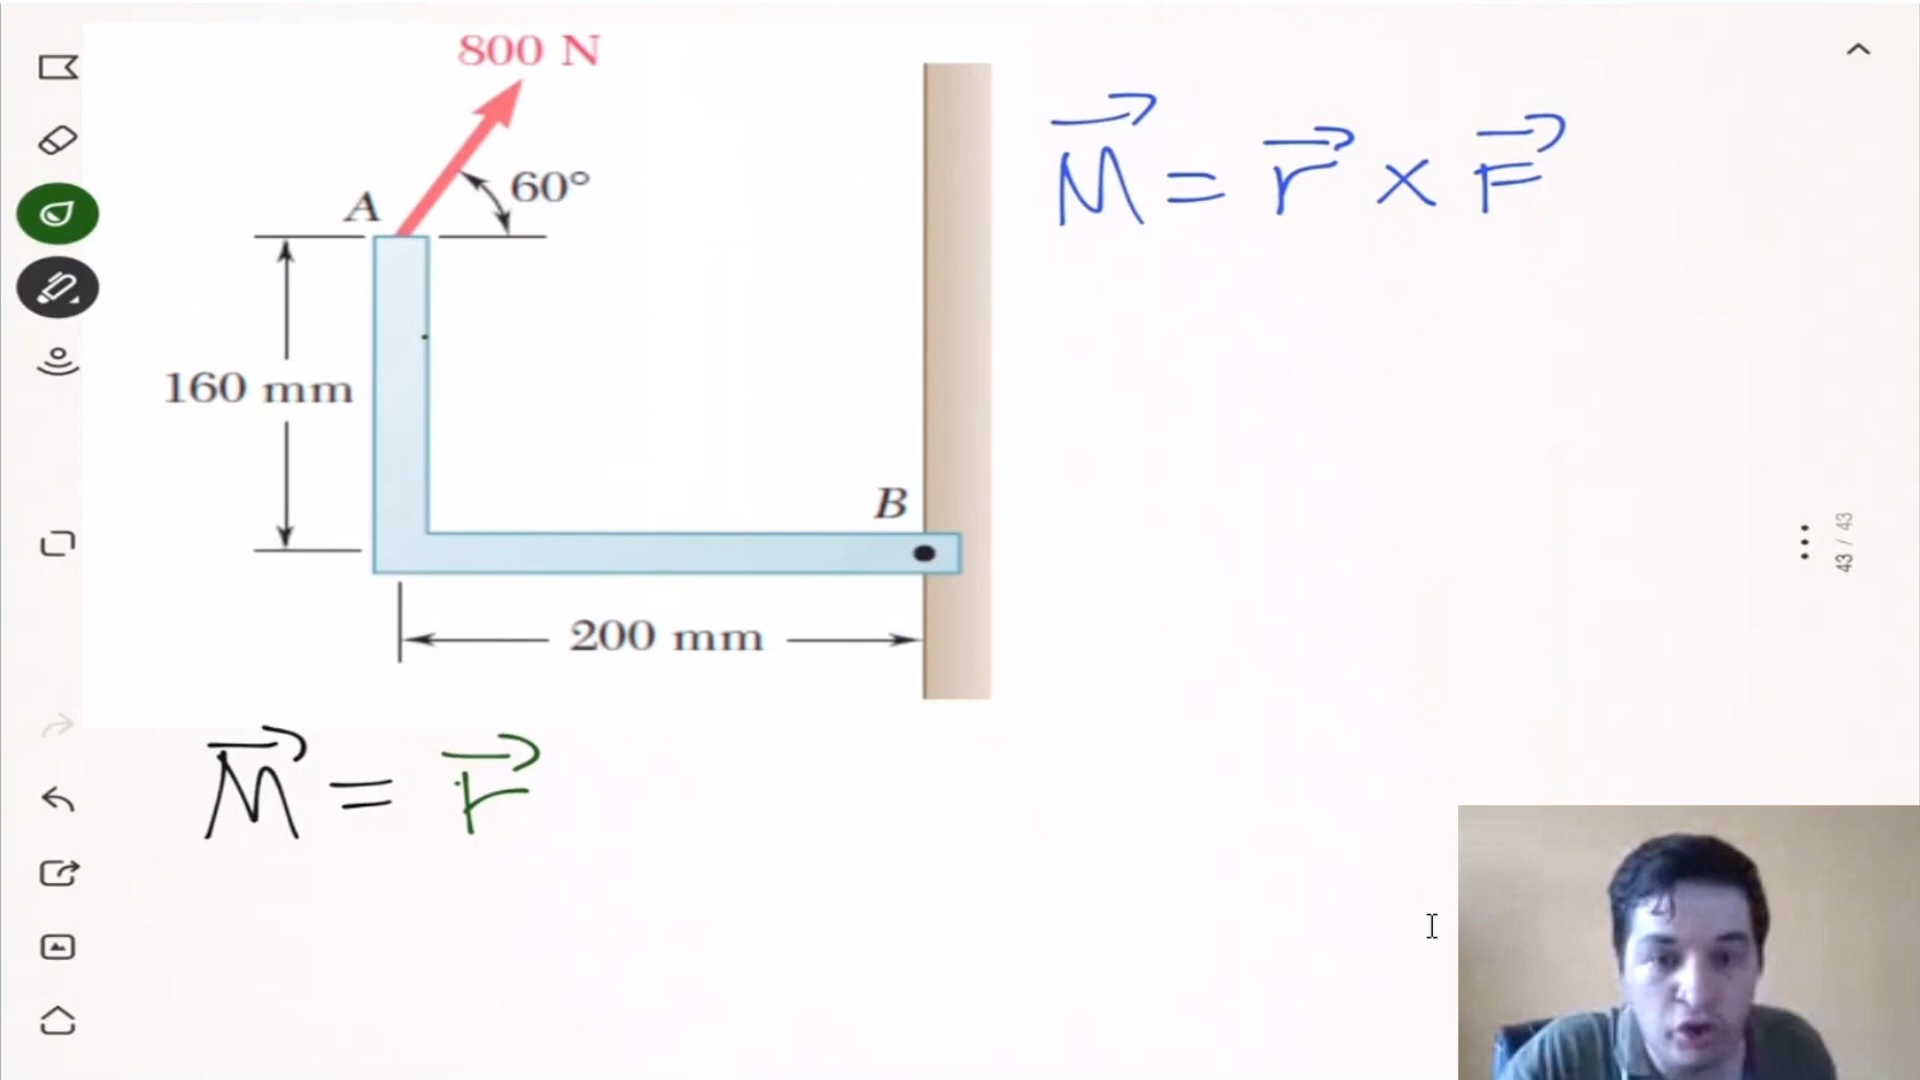 800 N
M = r × F
60°
A
160 mm
B
43 / 43
200 mm
M = r